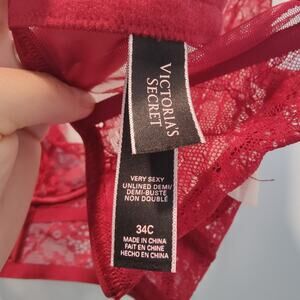 VICTORIA'S
SECRET
VERY SEXY
UNLINED DEMI/
DEMI-BUSTE
NON DOUBLÉ
34C
MADE IN CHINA
FAIT EN CHINE
HECHO EN CHINA